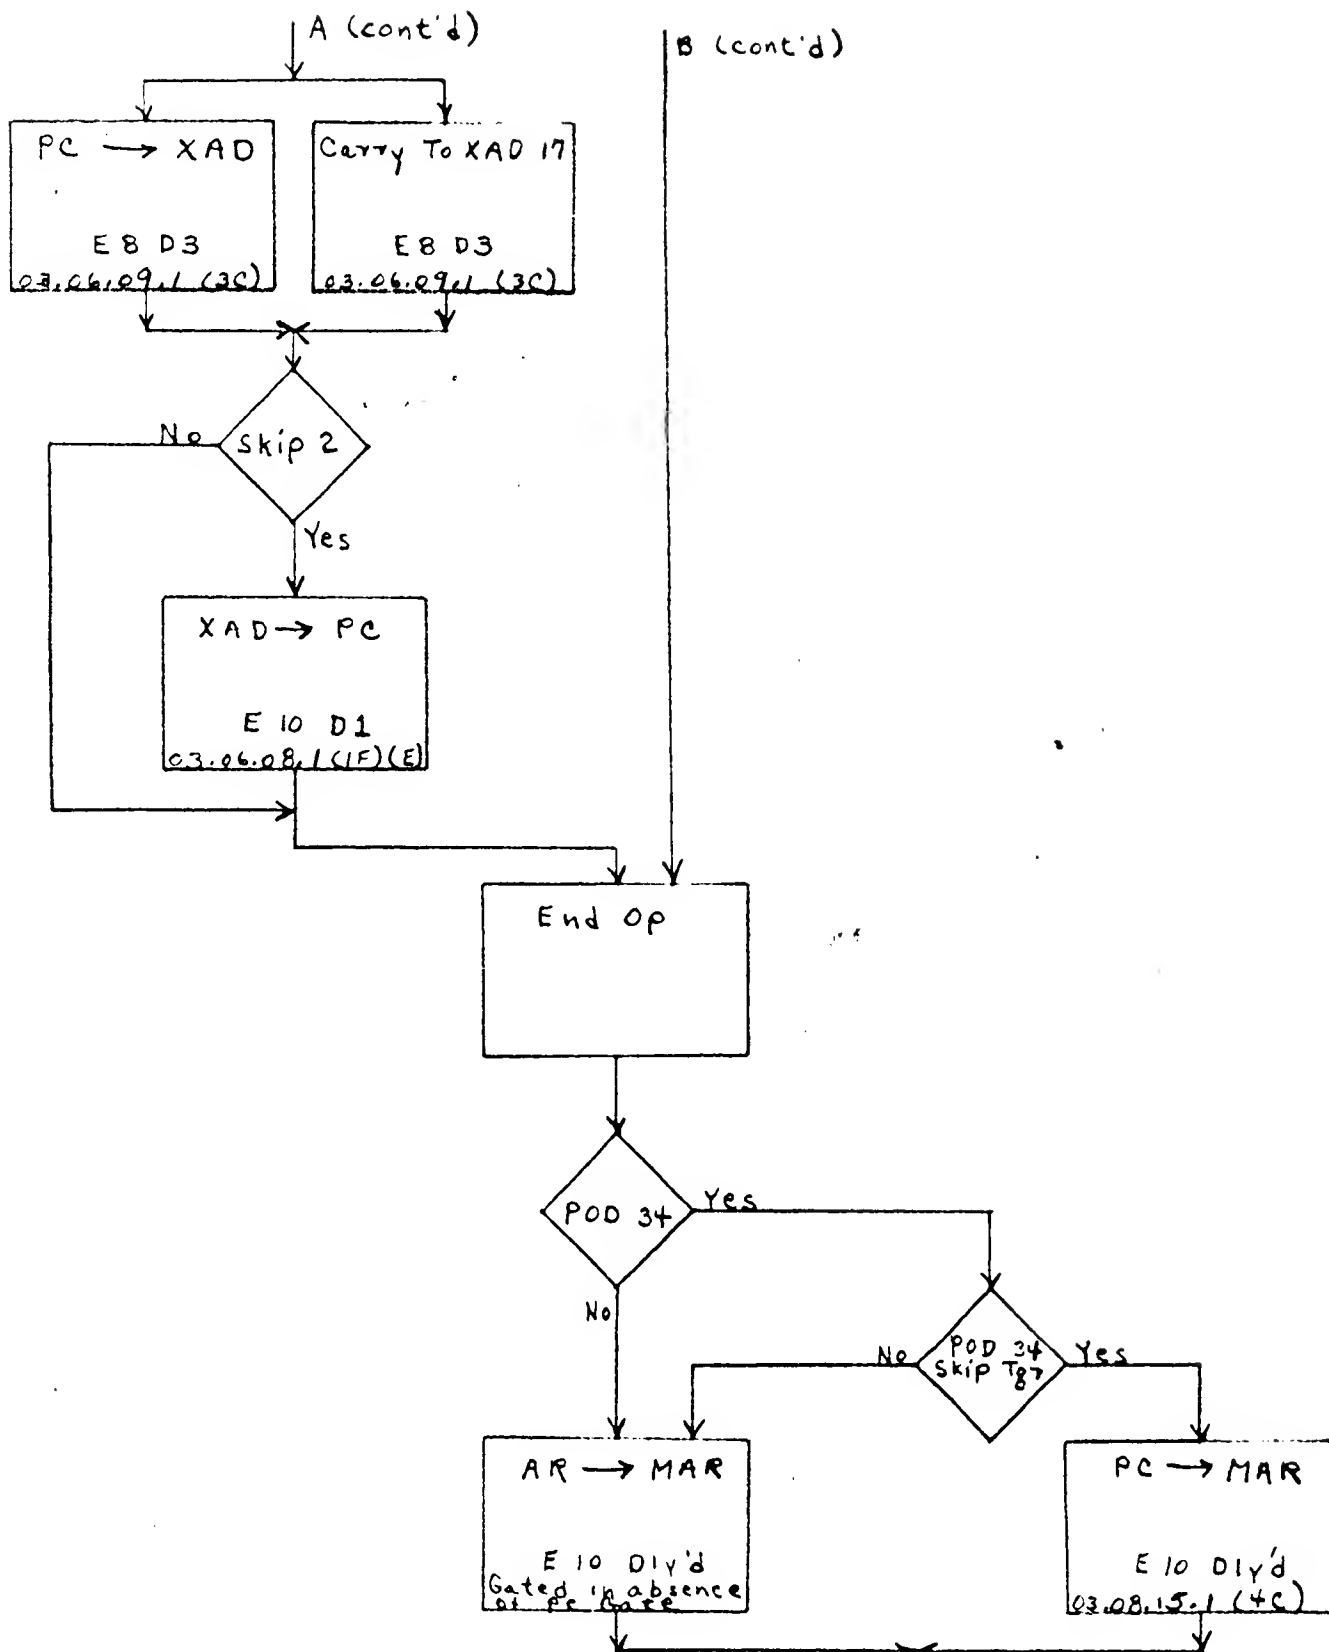 A (cont'd)
B (cont'd)
PC → XAD
E 8 D3
03.06.09.1 (3C)
Carry To XAD 17
E 8 D3
03.06.09.1 (3C)
Skip 2
No
Yes
XAD → PC
E 10 D1
03.06.08.1 (1F)(E)
End Op
POD 34
Yes
No
POD 34
Skip Tgr
No
Yes
AR → MAR
E 10 Dly'd
Gated in absence
of PC Gate
PC → MAR
E 10 Dly'd
03.08.15.1 (4C)